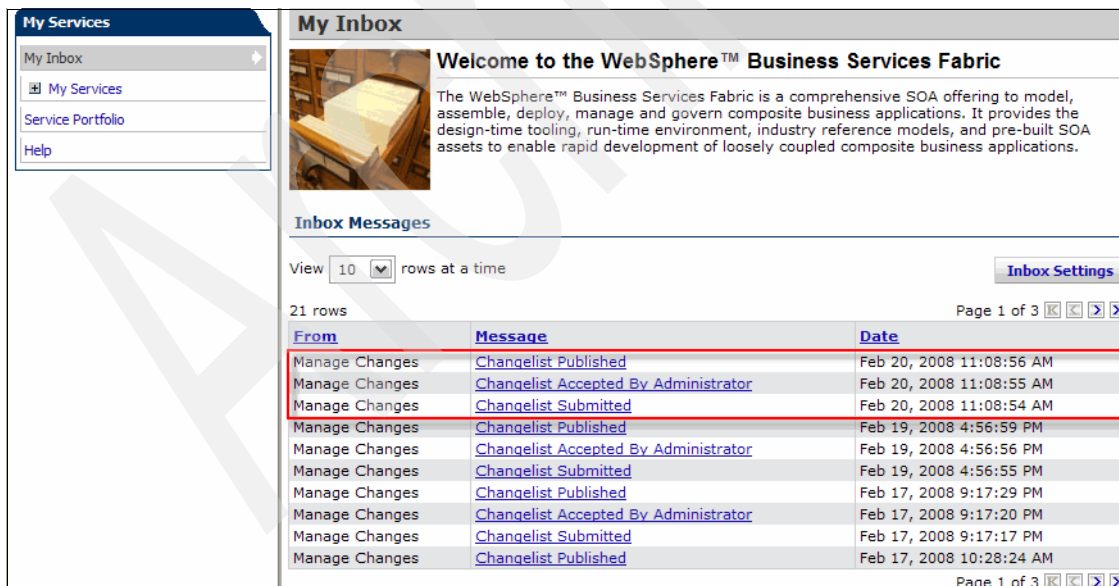 My Services
My Inbox
My Services
Service Portfolio
Help
My Inbox
Welcome to the WebSphere™ Business Services Fabric
The WebSphere™ Business Services Fabric is a comprehensive SOA offering to model,
assemble, deploy, manage and govern composite business applications. It provides the
design-time tooling, run-time environment, industry reference models, and pre-built SOA
assets to enable rapid development of loosely coupled composite business applications.
Inbox Messages
View 10 rows at a time
Inbox Settings
21 rows Page 1 of 3
From Message Date
Manage Changes Changelist Published Feb 20, 2008 11:08:56 AM
Manage Changes Changelist Accepted By Administrator Feb 20, 2008 11:08:55 AM
Manage Changes Changelist Submitted Feb 20, 2008 11:08:54 AM
Manage Changes Changelist Published Feb 19, 2008 4:56:59 PM
Manage Changes Changelist Accepted By Administrator Feb 19, 2008 4:56:56 PM
Manage Changes Changelist Submitted Feb 19, 2008 4:56:55 PM
Manage Changes Changelist Published Feb 17, 2008 9:17:29 PM
Manage Changes Changelist Accepted By Administrator Feb 17, 2008 9:17:20 PM
Manage Changes Changelist Submitted Feb 17, 2008 9:17:17 PM
Manage Changes Changelist Published Feb 17, 2008 10:28:24 AM
Page 1 of 3